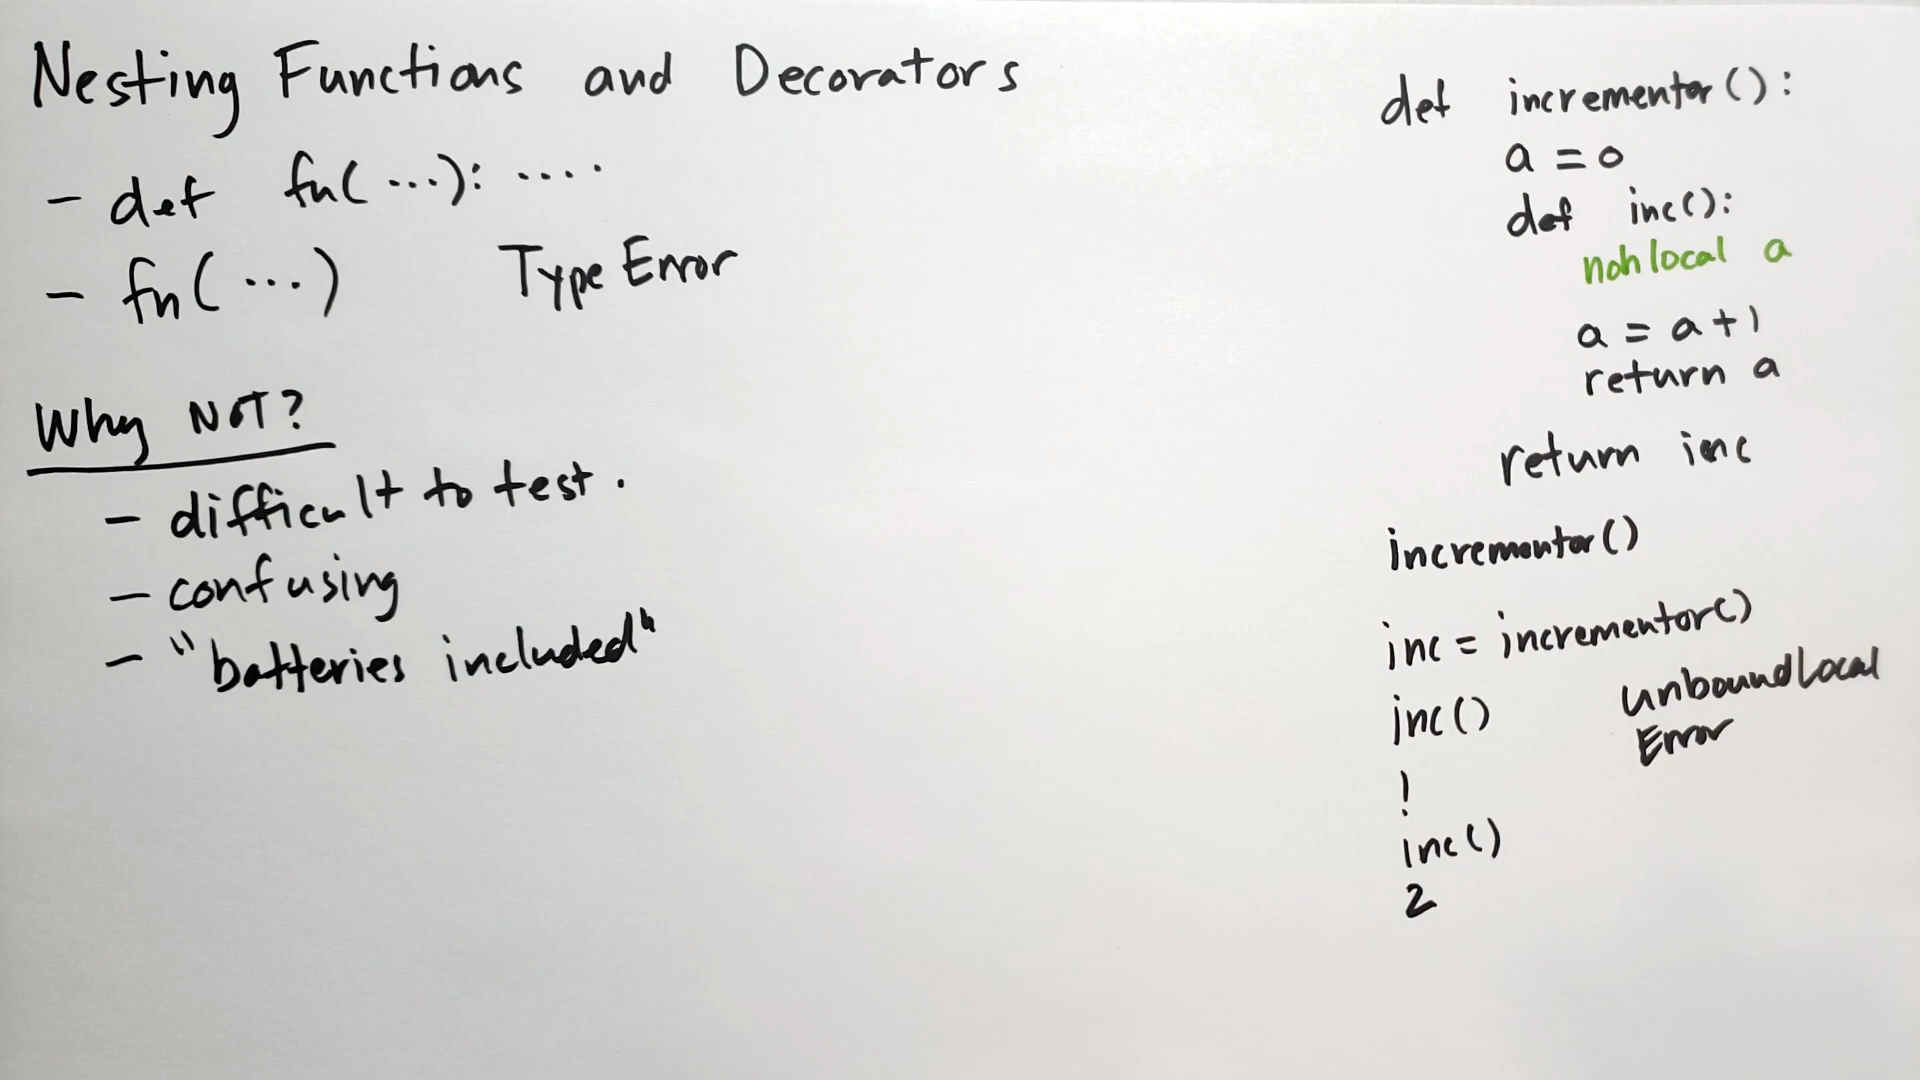 Nesting Functions and Decorators
- def fn(...): ....
- fn(...) Type Error
Why NOT?
- difficult to test.
- confusing
- "batteries included"
def incrementor():
a = 0
def inc():
nonlocal a
a = a + 1
return a
return inc
incrementor()
inc = incrementor()
inc() unboundlocal
Error
1
inc()
2